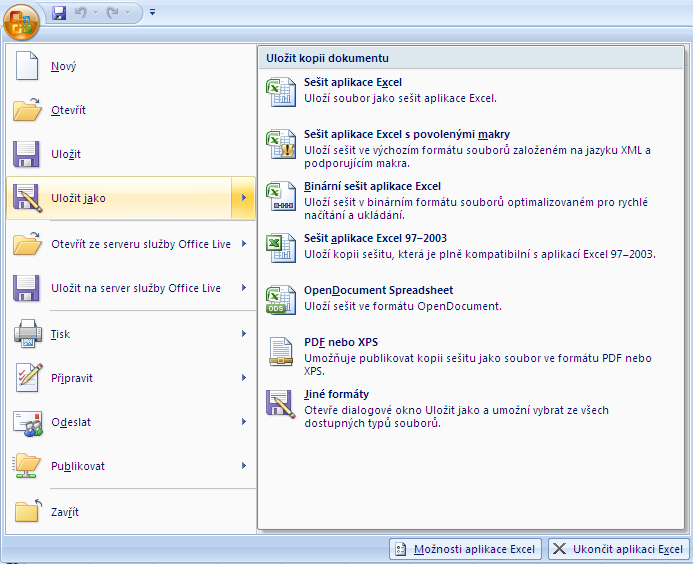 Nový
Otevřít
Uložit
Uložit jako
Otevřít ze serveru služby Office Live
Uložit na server služby Office Live
Tisk
Připravit
Odeslat
Publikovat
Zavřít
Uložit kopii dokumentu
Sešit aplikace Excel
Uloží soubor jako sešit aplikace Excel.
Sešit aplikace Excel s povolenými makry
Uloží sešit ve výchozím formátu souborů založeném na jazyku XML a
podporujícím makra.
Binární sešit aplikace Excel
Uloží sešit v binárním formátu souborů optimalizovaném pro rychlé
načítání a ukládání.
Sešit aplikace Excel 97–2003
Uloží kopii sešitu, která je plně kompatibilní s aplikací Excel 97–2003.
OpenDocument Spreadsheet
Uloží sešit ve formátu OpenDocument.
ODS
PDF nebo XPS
Umožňuje publikovat kopii sešitu jako soubor ve formátu PDF nebo
XPS.
Jiné formáty
Otevře dialogové okno Uložit jako a umožní vybrat ze všech
dostupných typů souborů.
Možnosti aplikace Excel
Ukončit aplikaci Excel